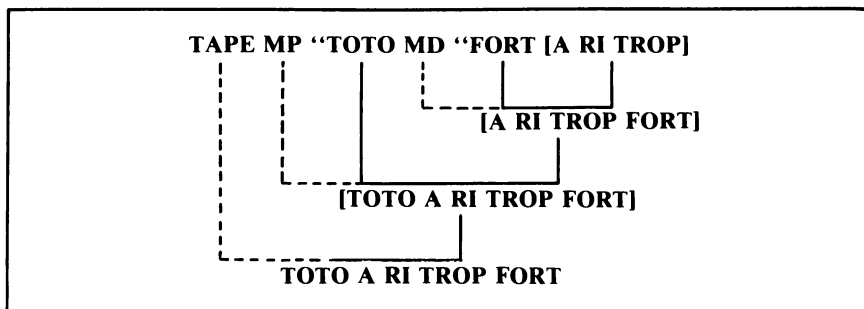 TAPE MP “TOTO MD “FORT [A RI TROP]
[A RI TROP FORT]
[TOTO A RI TROP FORT]
TOTO A RI TROP FORT